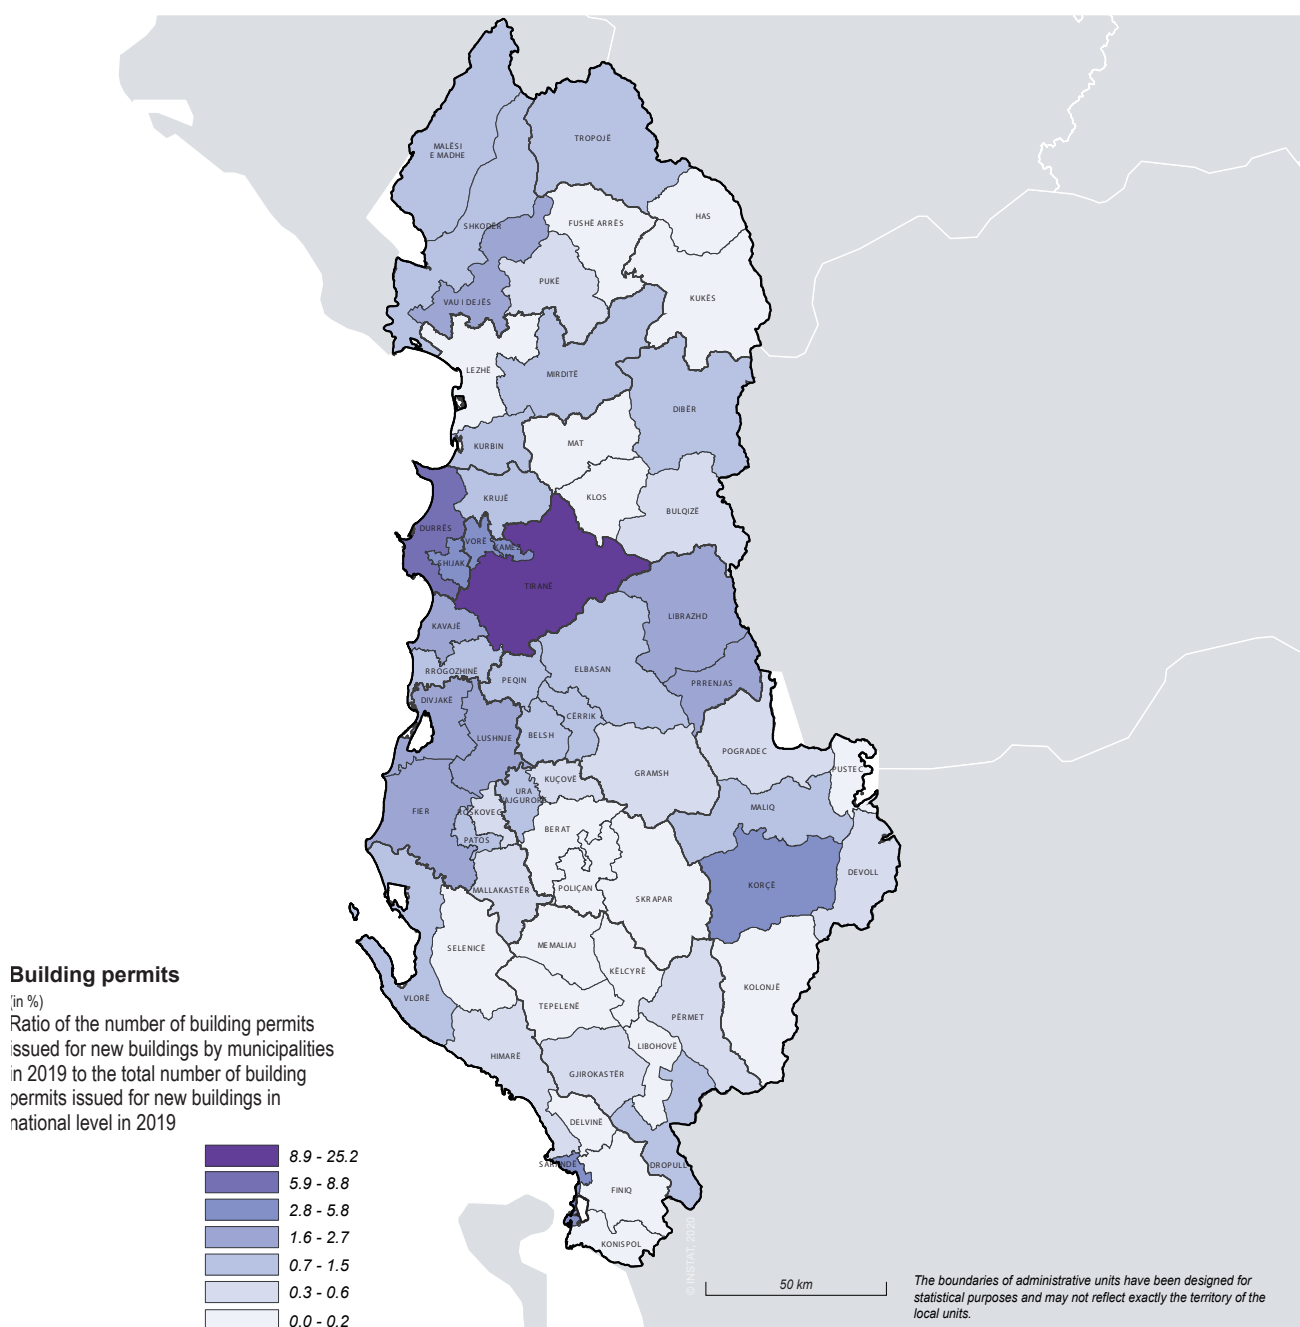 MALËSI
E MADHE
TROPOJË
HAS
SHKODËR
FUSHË ARRËS
PUKË
KUKËS
VAU I DEJËS
LEZHË
MIRDITË
DIBËR
KURBIN
MAT
KRUJË
KLOS
BULQIZË
DURRËS
VORË
KAMËZ
SHIJAK
TIRANË
LIBRAZHD
KAVAJË
RROGOZHINË
ELBASAN
PEQIN
PRRENJAS
DIVJAKË
CËRRIK
LUSHNJE
BELSH
POGRADEC
PUSTEC
GRAMSH
KUÇOVË
URA
VAJGURORE
MALIQ
FIER
ROSKOVEC
BERAT
PATOS
DEVOLL
KORÇË
MALLAKASTËR
POLIÇAN
SKRAPAR
SELENICË
MEMALIAJ
KËLCYRË
KOLONJË
VLORË
TEPELENË
PËRMET
LIBOHOVË
HIMARË
GJIROKASTËR
DELVINË
SARANDË
DROPULL
FINIQ
KONISPOL
Building permits
(in %)
Ratio of the number of building permits
issued for new buildings by municipalities
in 2019 to the total number of building
permits issued for new buildings in
national level in 2019
8.9 - 25.2
5.9 - 8.8
2.8 - 5.8
1.6 - 2.7
0.7 - 1.5
0.3 - 0.6
0.0 - 0.2
© INSTAT, 2020
50 km
The boundaries of administrative units have been designed for
statistical purposes and may not reflect exactly the territory of the
local units.